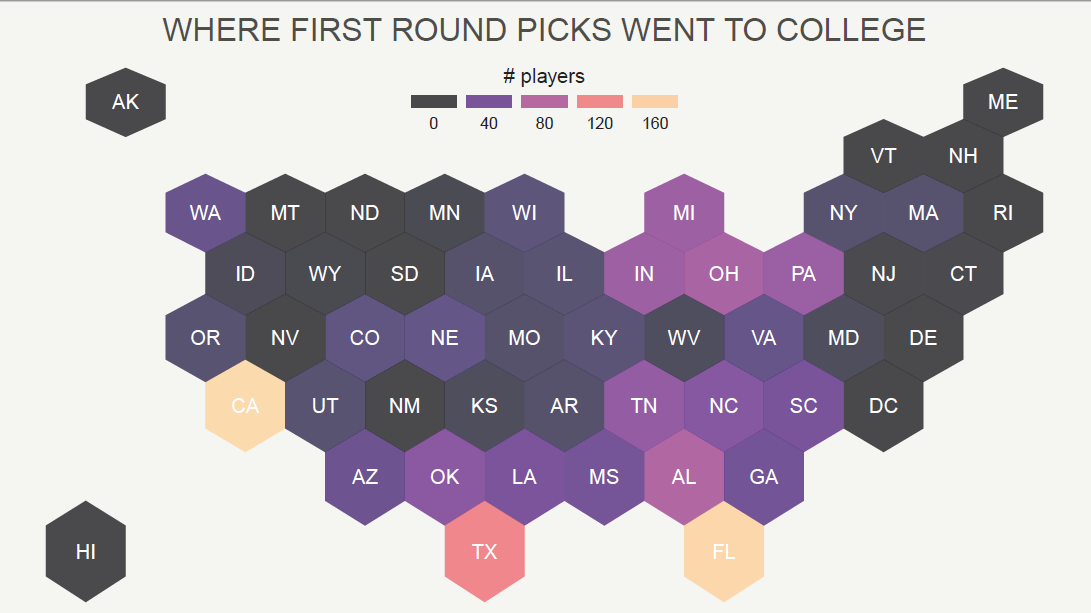 WHERE FIRST ROUND PICKS WENT TO COLLEGE
# players
0 40 80 120 160
AK ME
VT NH
WA MT ND MN WI MI NY MA RI
ID WY SD IA IL IN OH PA NJ CT
OR NV CO NE MO KY WV VA MD DE
CA UT NM KS AR TN NC SC DC
AZ OK LA MS AL GA
HI TX FL